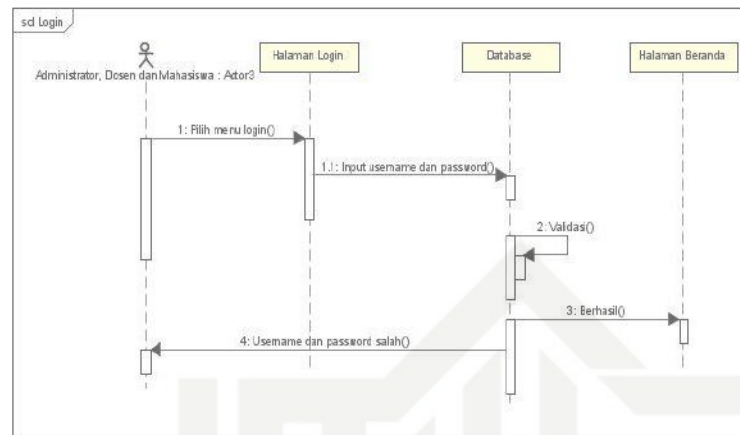 sd Login
Halaman Login
Database
Halaman Beranda
Administrator, Dosen dan Mahasiswa : Actor3
1: Pilih menu login()
1.1: Input username dan password()
2: Validasi()
3: Berhasil()
4: Username dan password salah()